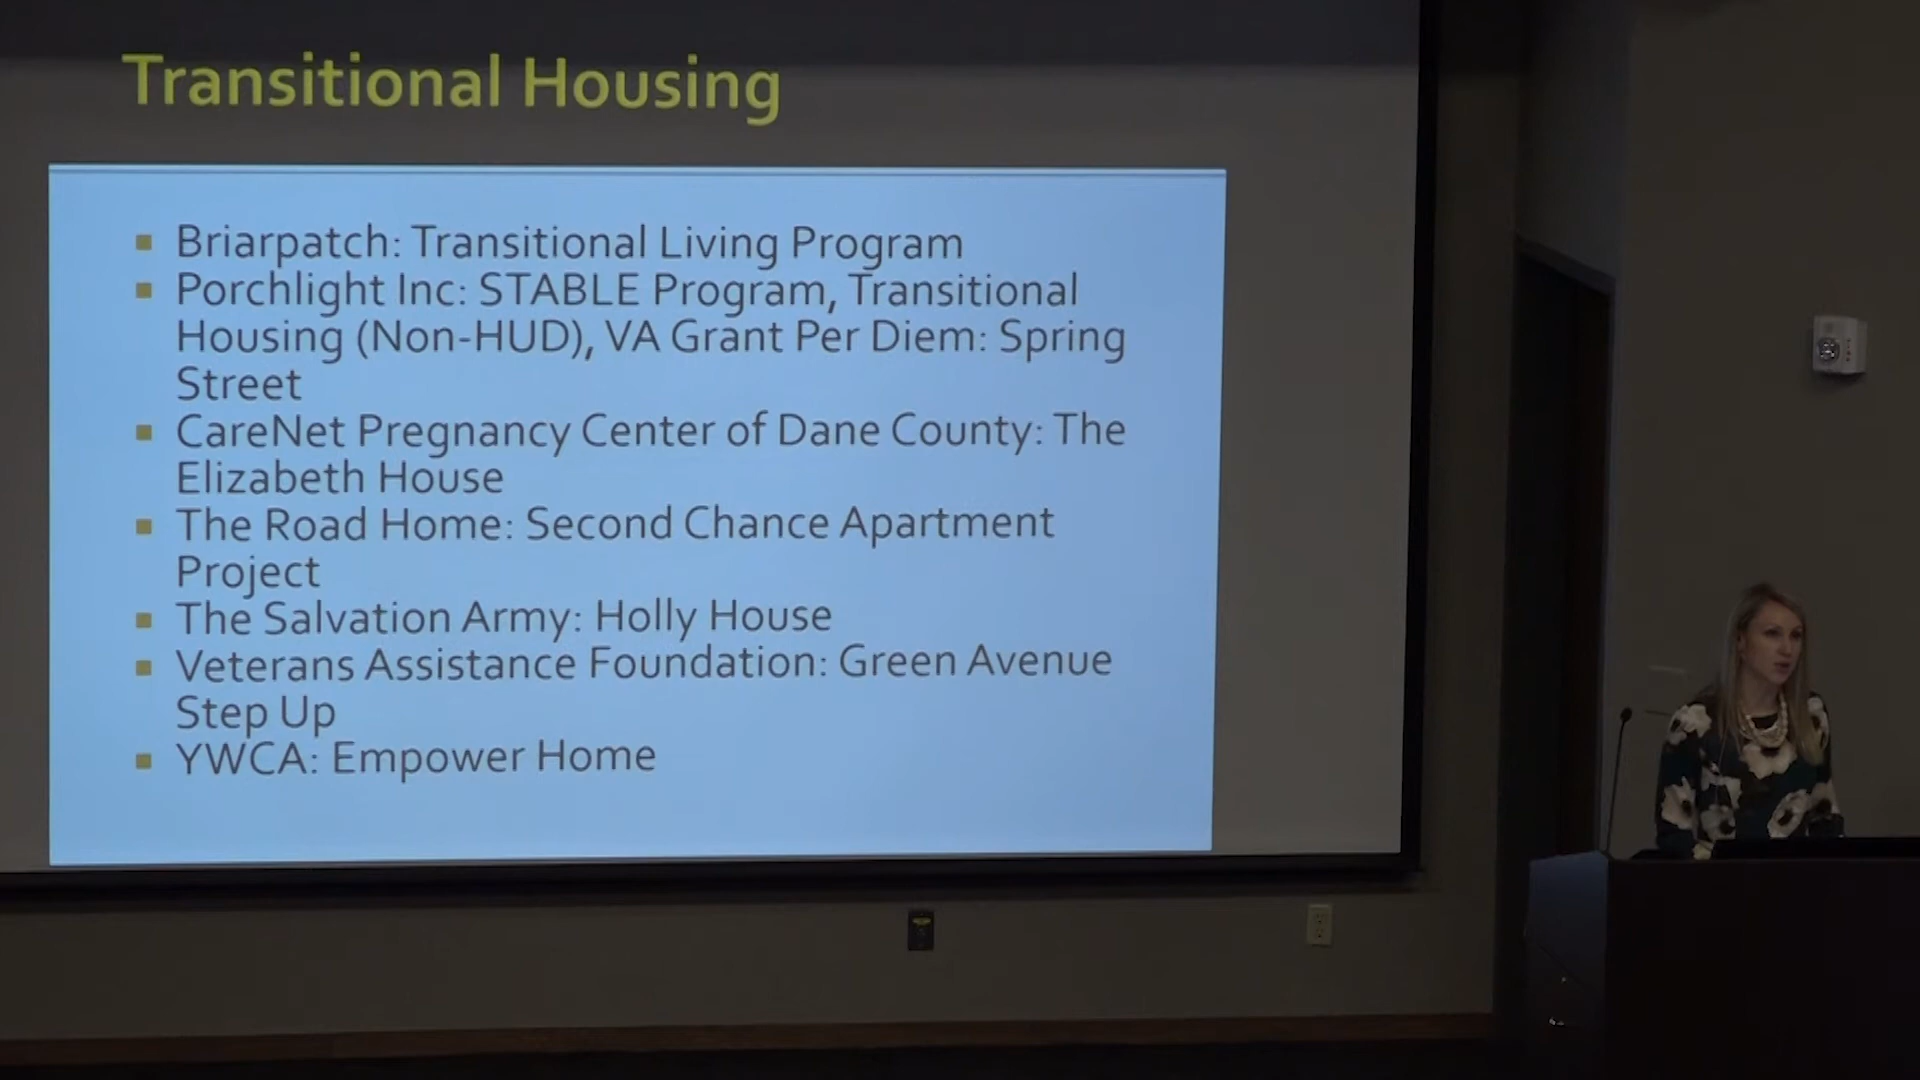 Transitional Housing
Briarpatch: Transitional Living Program
Porchlight Inc: STABLE Program, Transitional
Housing (Non-HUD), VA Grant Per Diem: Spring
Street
CareNet Pregnancy Center of Dane County: The
Elizabeth House
The Road Home: Second Chance Apartment
Project
The Salvation Army: Holly House
Veterans Assistance Foundation: Green Avenue
Step Up
YWCA: Empower Home